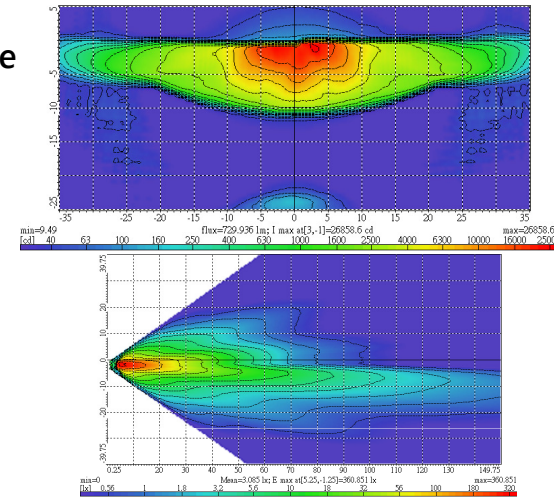 e
5
0
-5
-10
-15
-25
-35 -30 -25 -20 -15 -10 -5 0 5 10 15 20 25 30 35
min=9.49 flux=729.936 lm; I max at[3,-1]=26858.6 cd max=26858.6
[cd] 40 63 100 160 250 400 630 1000 1600 2500 4000 6300 10000 16000 2500
39.75
20
10
0
-10
-20
39.75
0.25 20 30 40 50 60 70 80 90 100 110 120 130 149.75
min=0 Mean=3.085 lx; E max at[5.25,-1.25]=360.851 lx max=360.851
[lx] 0.56 1 1.8 3.2 5.6 10 18 32 56 100 180 320